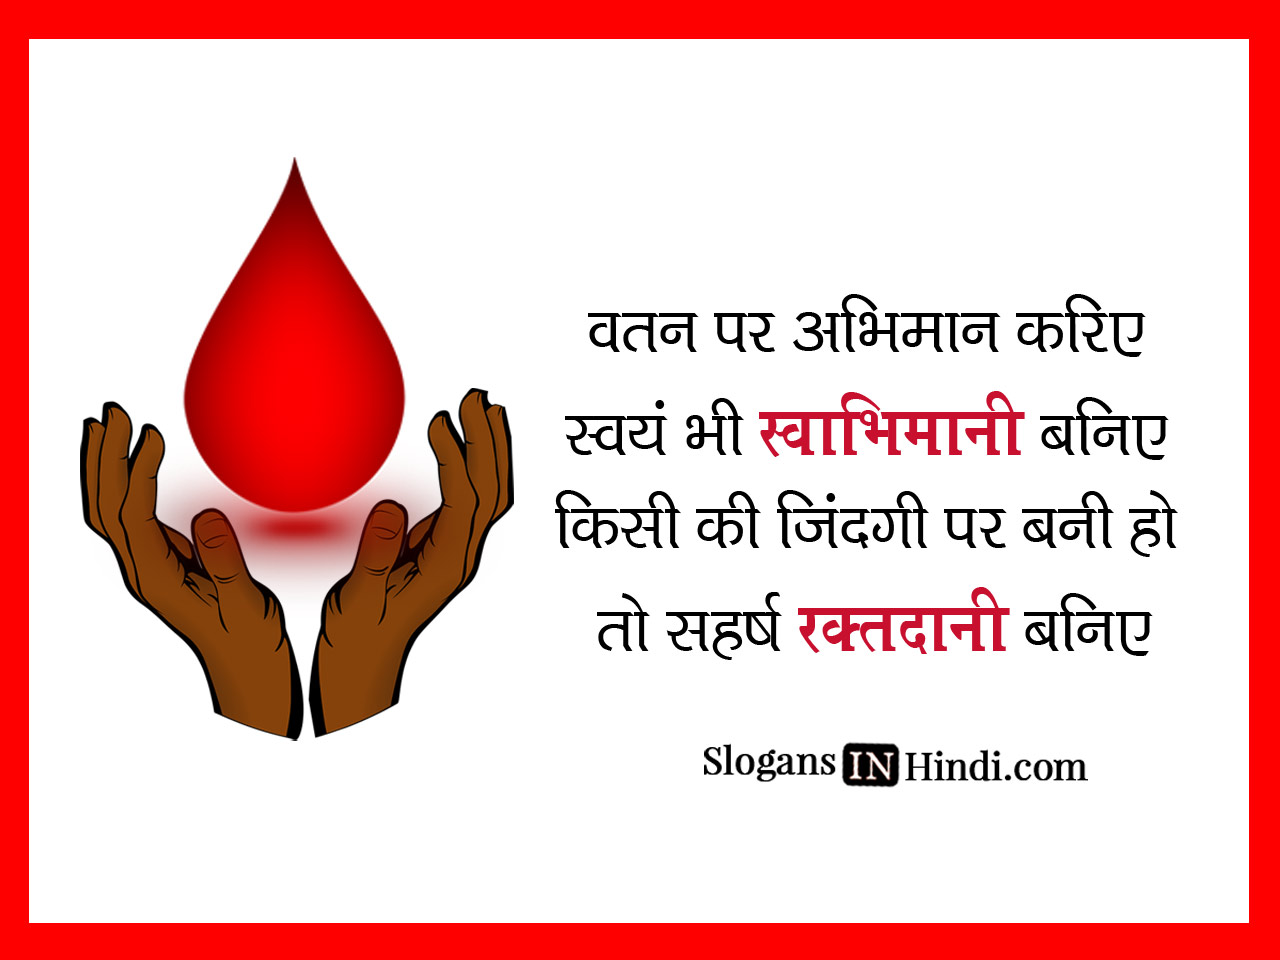 वतन पर अभिमान करिए
स्वयं भी स्वाभिमानी बनिए
किसी की जिंदगी पर बनी हो
तो सहर्ष रक्तदानी बनिए
Slogans IN Hindi.com